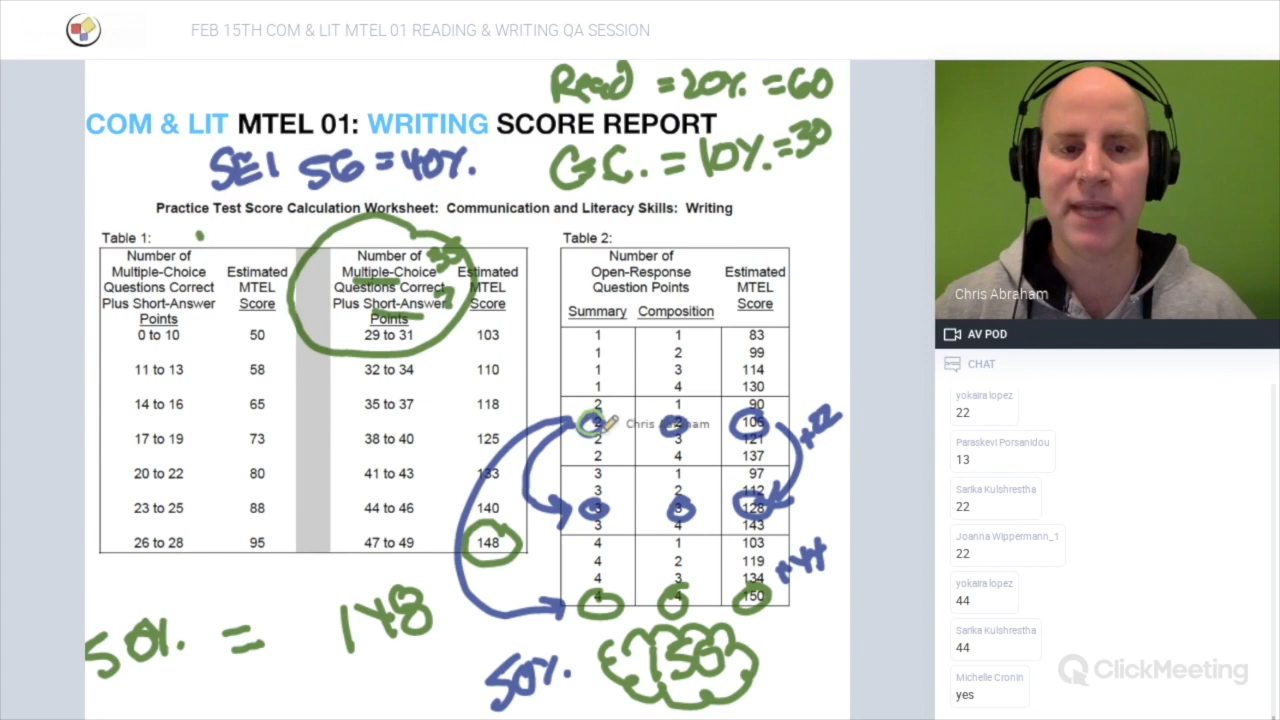 FEB 15TH COM & LIT MTEL 01 READING & WRITING QA SESSION
Read = 20% = 60
COM & LIT MTEL 01: WRITING SCORE REPORT
SEI SG = 40%.
G.C. = 10% = 30
Practice Test Score Calculation Worksheet: Communication and Literacy Skills: Writing
Table 1:
Number of Multiple-Choice Questions Correct Plus Short-Answer Points Estimated MTEL Score
0 to 10 50
11 to 13 58
14 to 16 65
17 to 19 73
20 to 22 80
23 to 25 88
26 to 28 95
Number of Multiple-Choice Questions Correct Plus Short-Answer Points Estimated MTEL Score
29 to 31 103
32 to 34 110
35 to 37 118
38 to 40 125
41 to 43 133
44 to 46 140
47 to 49 148
50% = 148
Table 2:
Number of Open-Response Question Points Estimated MTEL Score
Summary Composition
1 1 83
1 2 99
1 3 114
1 4 130
2 1 90
2 2 106
2 3 121
2 4 137
3 1 97
3 2 112
3 3 128
3 4 143
4 1 103
4 2 119
4 3 134
4 4 150
Chris Abraham
+22
+44
50%. 150
Chris Abraham
AV POD
CHAT
yokaira lopez
22
Paraskevi Porsanidou
13
Sarika Kulshrestha
22
Joanna Wippermann_1
22
yokaira lopez
44
Sarika Kulshrestha
44
Michelle Cronin
yes
ClickMeeting